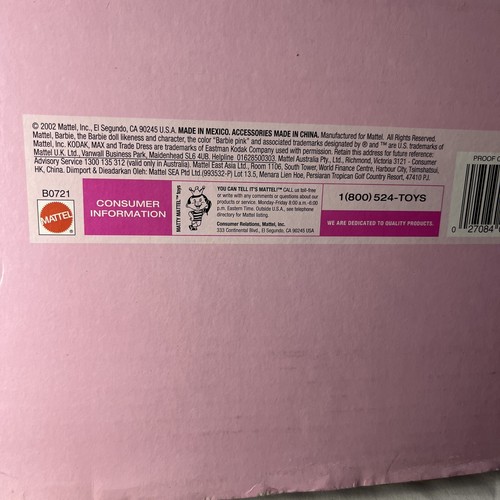 © 2002 Mattel, Inc., El Segundo, CA 90245 U.S.A. MADE IN MEXICO. ACCESSORIES MADE IN CHINA. Manufactured for Mattel. All Rights Reserved.
Mattel, Barbie, the Barbie doll likeness and character, the color "Barbie pink" and associated trademarks designated by ® and ™ are U.S. trademarks of
Mattel, Inc. KODAK, MAX and Trade Dress are trademarks of Eastman Kodak Company used with permission. Retain this address for future reference:
Mattel U.K. Ltd., Vanwall Business Park, Maidenhead SL6 4UB. Helpline 01628500303. Mattel Australia Pty., Ltd., Richmond, Victoria 3121 - Consumer
Advisory Service 1300 135 312 (valid only in Australia). Mattel East Asia Ltd., Room 1106, South Tower, World Finance Centre, Harbour City, Tsimshatsui,
HK, China. Diimport & Diedarkan Oleh: Mattel SEA Ptd Ltd.(993532-P) Lot 13.5, Menara Lien Hoe, Persiaran Tropican Golf Country Resort, 47410 PJ.
PROOF O
B0721
MATTEL
CONSUMER
INFORMATION
MATTY MATTEL™ Says
YOU CAN TELL IT'S MATTEL!™ CALL us toll-free
or write with any comments or questions about our
products or service. Monday-Friday 8:00 a.m.-6:00
p.m. Eastern Time. Outside U.S.A., see telephone
directory for Mattel listing.
Consumer Relations, Mattel, Inc.
333 Continental Blvd., El Segundo, CA 90245 USA
1(800) 524-TOYS
WE ARE DEDICATED TO QUALITY PRODUCTS.
0 27084